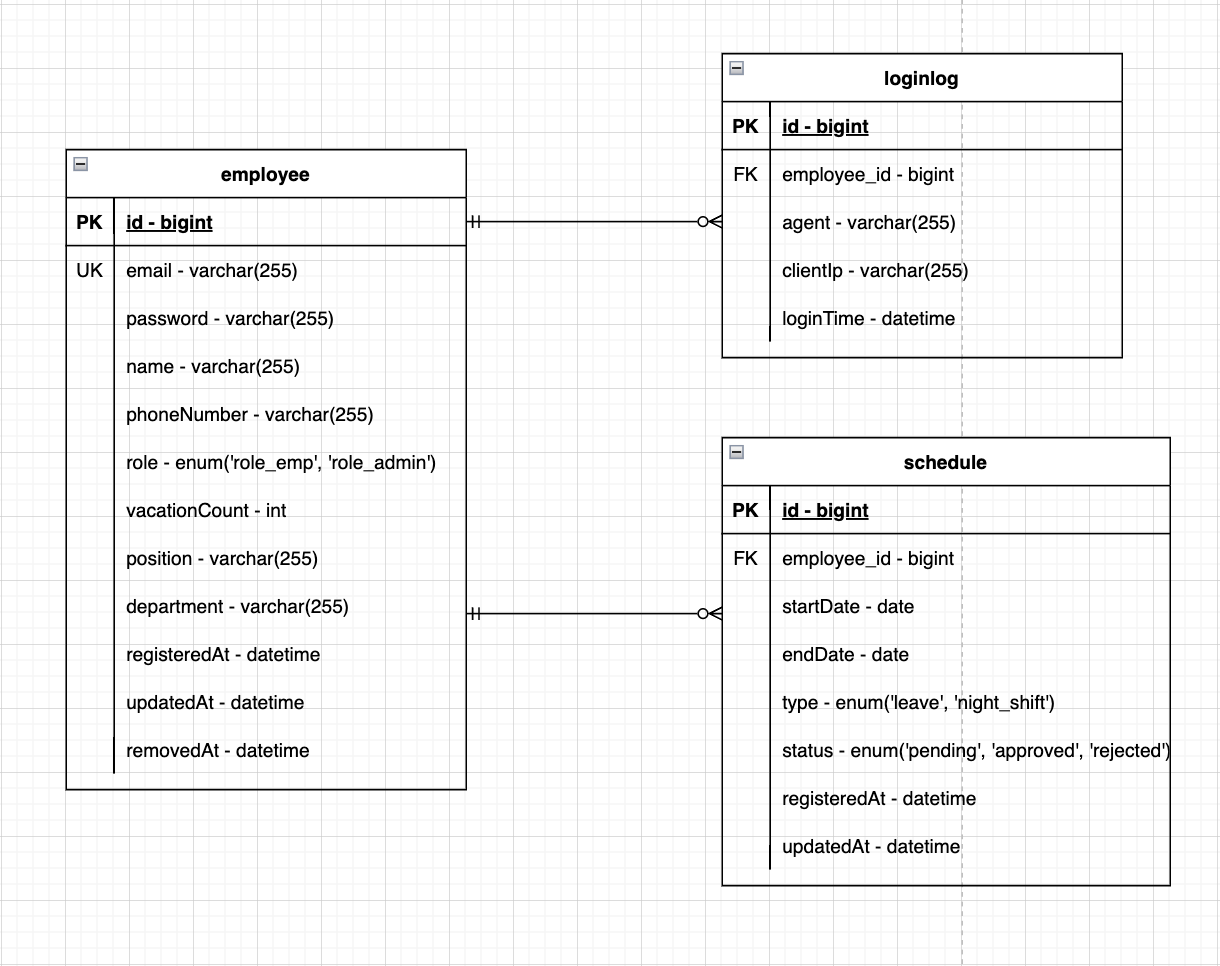 employee
PK id - bigint
UK email - varchar(255)
password - varchar(255)
name - varchar(255)
phoneNumber - varchar(255)
role - enum('role_emp', 'role_admin')
vacationCount - int
position - varchar(255)
department - varchar(255)
registeredAt - datetime
updatedAt - datetime
removedAt - datetime
loginlog
PK id - bigint
FK employee_id - bigint
agent - varchar(255)
clientIp - varchar(255)
loginTime - datetime
schedule
PK id - bigint
FK employee_id - bigint
startDate - date
endDate - date
type - enum('leave', 'night_shift')
status - enum('pending', 'approved', 'rejected')
registeredAt - datetime
updatedAt - datetime